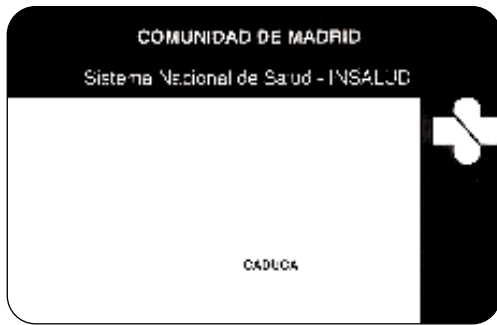 COMUNIDAD DE MADRID
Sistema Nacional de Salud - INSALUD
CADUCA